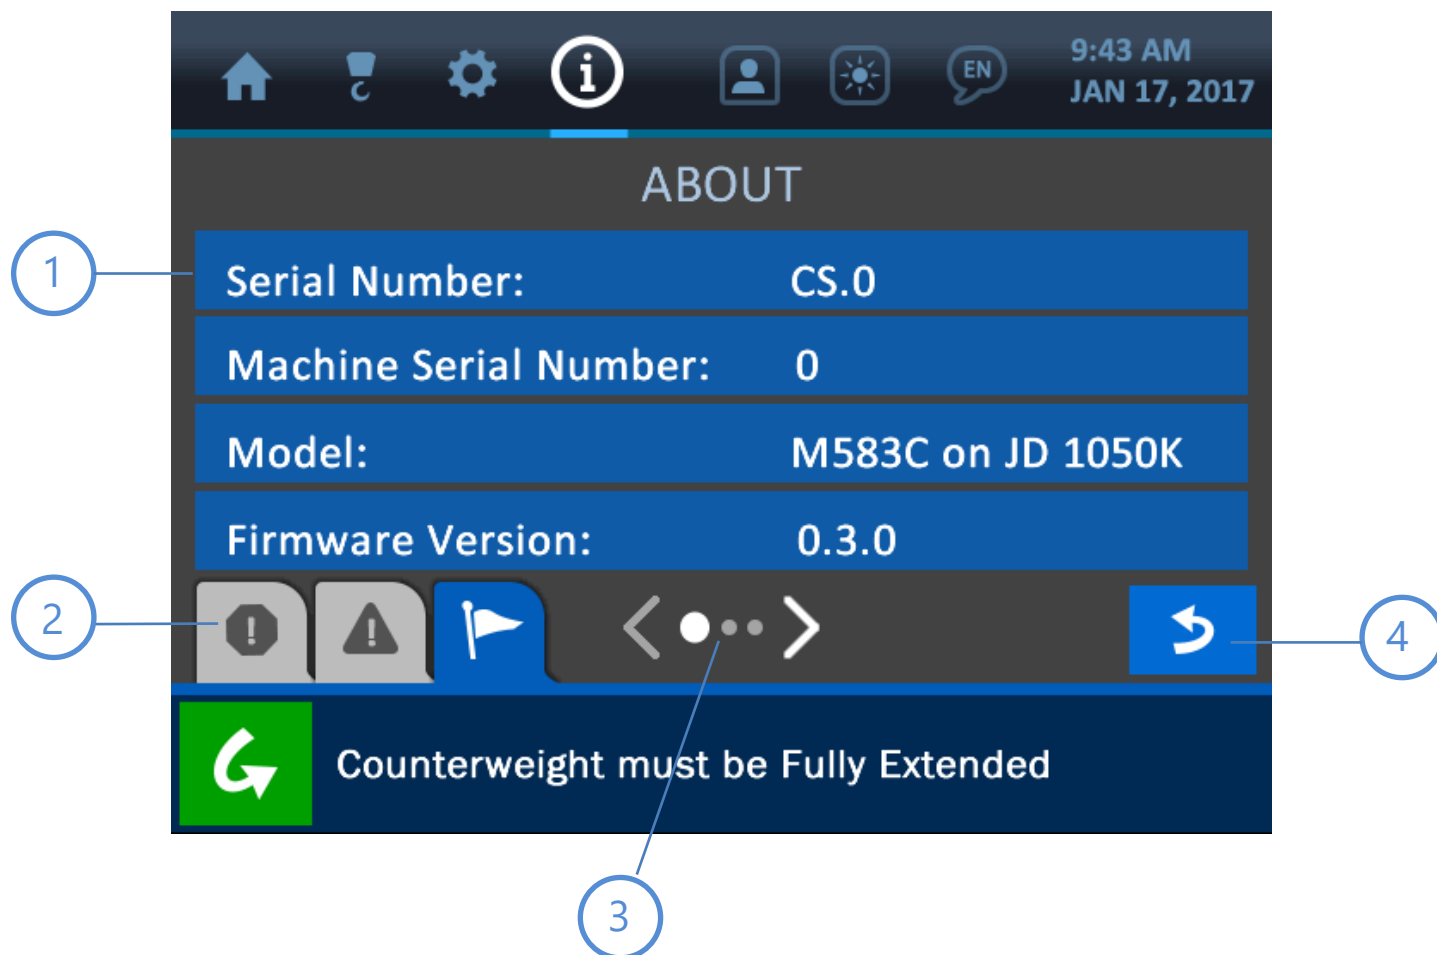 EN
9:43 AM
JAN 17, 2017
ABOUT
1
Serial Number: CS.0
Machine Serial Number: 0
Model: M583C on JD 1050K
Firmware Version: 0.3.0
2
!
!
4
Counterweight must be Fully Extended
3